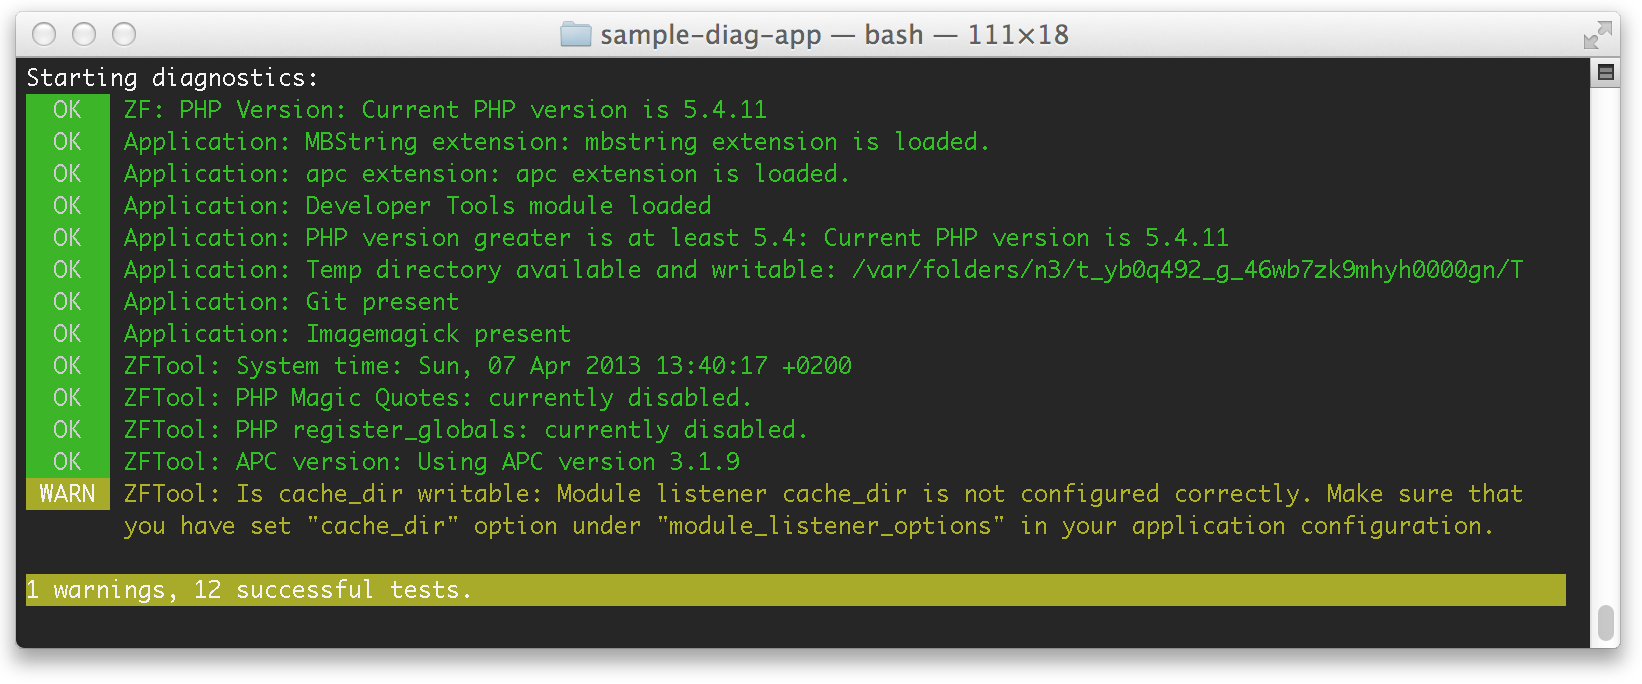 sample-diag-app — bash — 111×18
Starting diagnostics:
OK ZF: PHP Version: Current PHP version is 5.4.11
OK Application: MBString extension: mbstring extension is loaded.
OK Application: apc extension: apc extension is loaded.
OK Application: Developer Tools module loaded
OK Application: PHP version greater is at least 5.4: Current PHP version is 5.4.11
OK Application: Temp directory available and writable: /var/folders/n3/t_yb0q492_g_46wb7zk9mhyh0000gn/T
OK Application: Git present
OK Application: Imagemagick present
OK ZFTool: System time: Sun, 07 Apr 2013 13:40:17 +0200
OK ZFTool: PHP Magic Quotes: currently disabled.
OK ZFTool: PHP register_globals: currently disabled.
OK ZFTool: APC version: Using APC version 3.1.9
WARN ZFTool: Is cache_dir writable: Module listener cache_dir is not configured correctly. Make sure that
you have set "cache_dir" option under "module_listener_options" in your application configuration.
1 warnings, 12 successful tests.